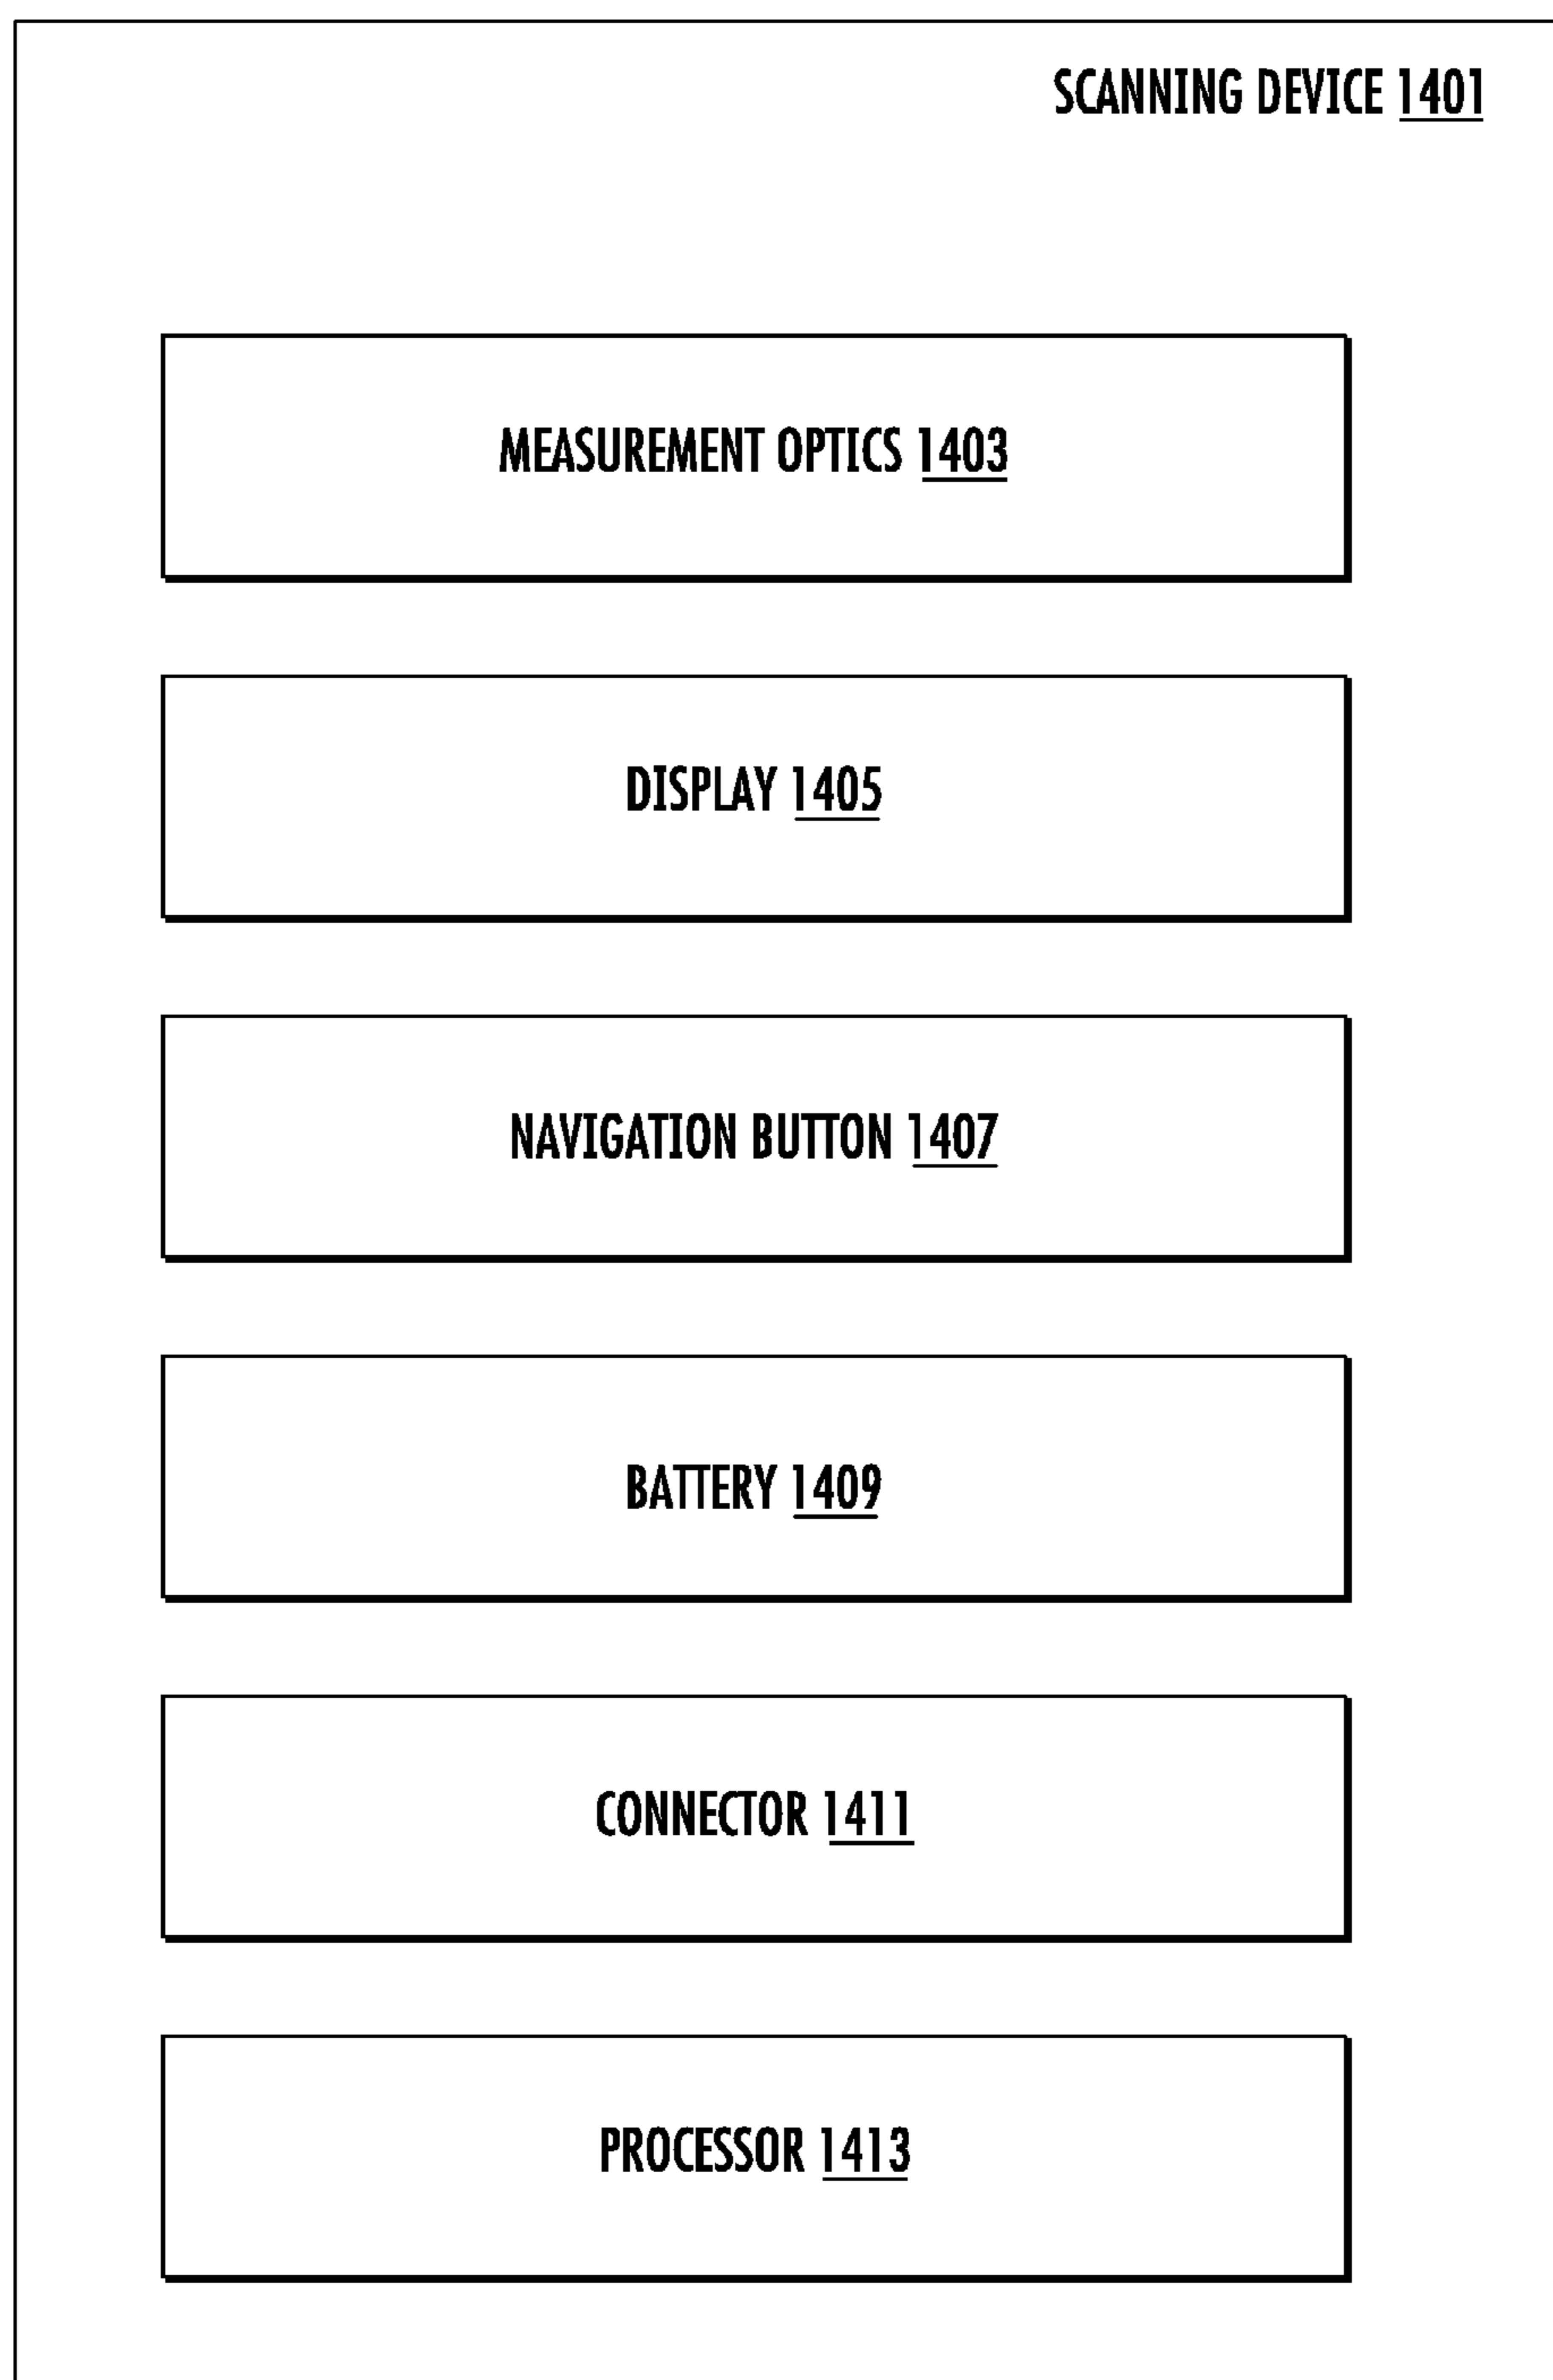 SCANNING DEVICE 1401
MEASUREMENT OPTICS 1403
DISPLAY 1405
NAVIGATION BUTTON 1407
BATTERY 1409
CONNECTOR 1411
PROCESSOR 1413